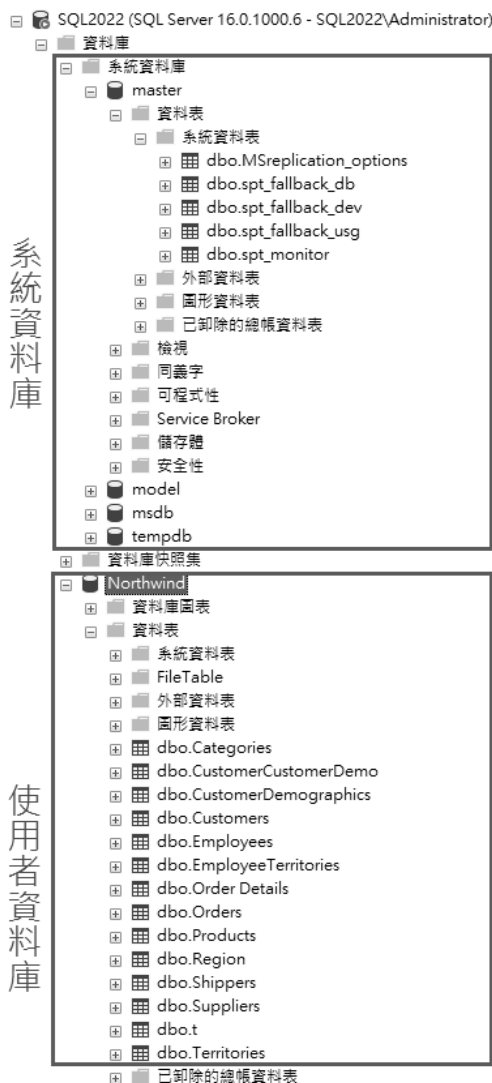 SQL2022 (SQL Server 16.0.1000.6 - SQL2022\Administrator)
資料庫
系統資料庫
系統資料庫
master
資料表
系統資料表
dbo.MSreplication_options
dbo.spt_fallback_db
dbo.spt_fallback_dev
dbo.spt_fallback_usg
dbo.spt_monitor
外部資料表
圖形資料表
已卸除的總帳資料表
檢視
同義字
可程式性
Service Broker
儲存體
安全性
model
msdb
tempdb
資料庫快照集
使用者資料庫
Northwind
資料庫圖表
資料表
系統資料表
FileTable
外部資料表
圖形資料表
dbo.Categories
dbo.CustomerCustomerDemo
dbo.CustomerDemographics
dbo.Customers
dbo.Employees
dbo.EmployeeTerritories
dbo.Order Details
dbo.Orders
dbo.Products
dbo.Region
dbo.Shippers
dbo.Suppliers
dbo.t
dbo.Territories
已卸除的總帳資料表